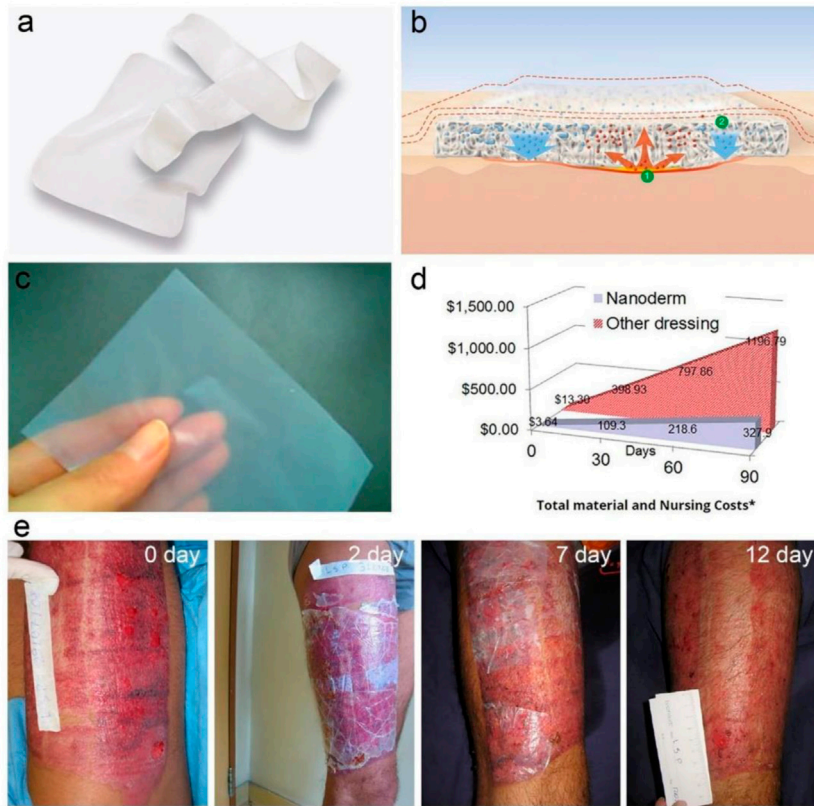 a
b
2
1
c
d
$1,500.00
$1,000.00
$500.00
$0.00
Nanoderm
Other dressing
1196.79
797.86
398.93
$13.30
$3.64
109.3
218.6
327.9
0
30
60
90
Days
Total material and Nursing Costs*
e
0 day
2 day
7 day
12 day